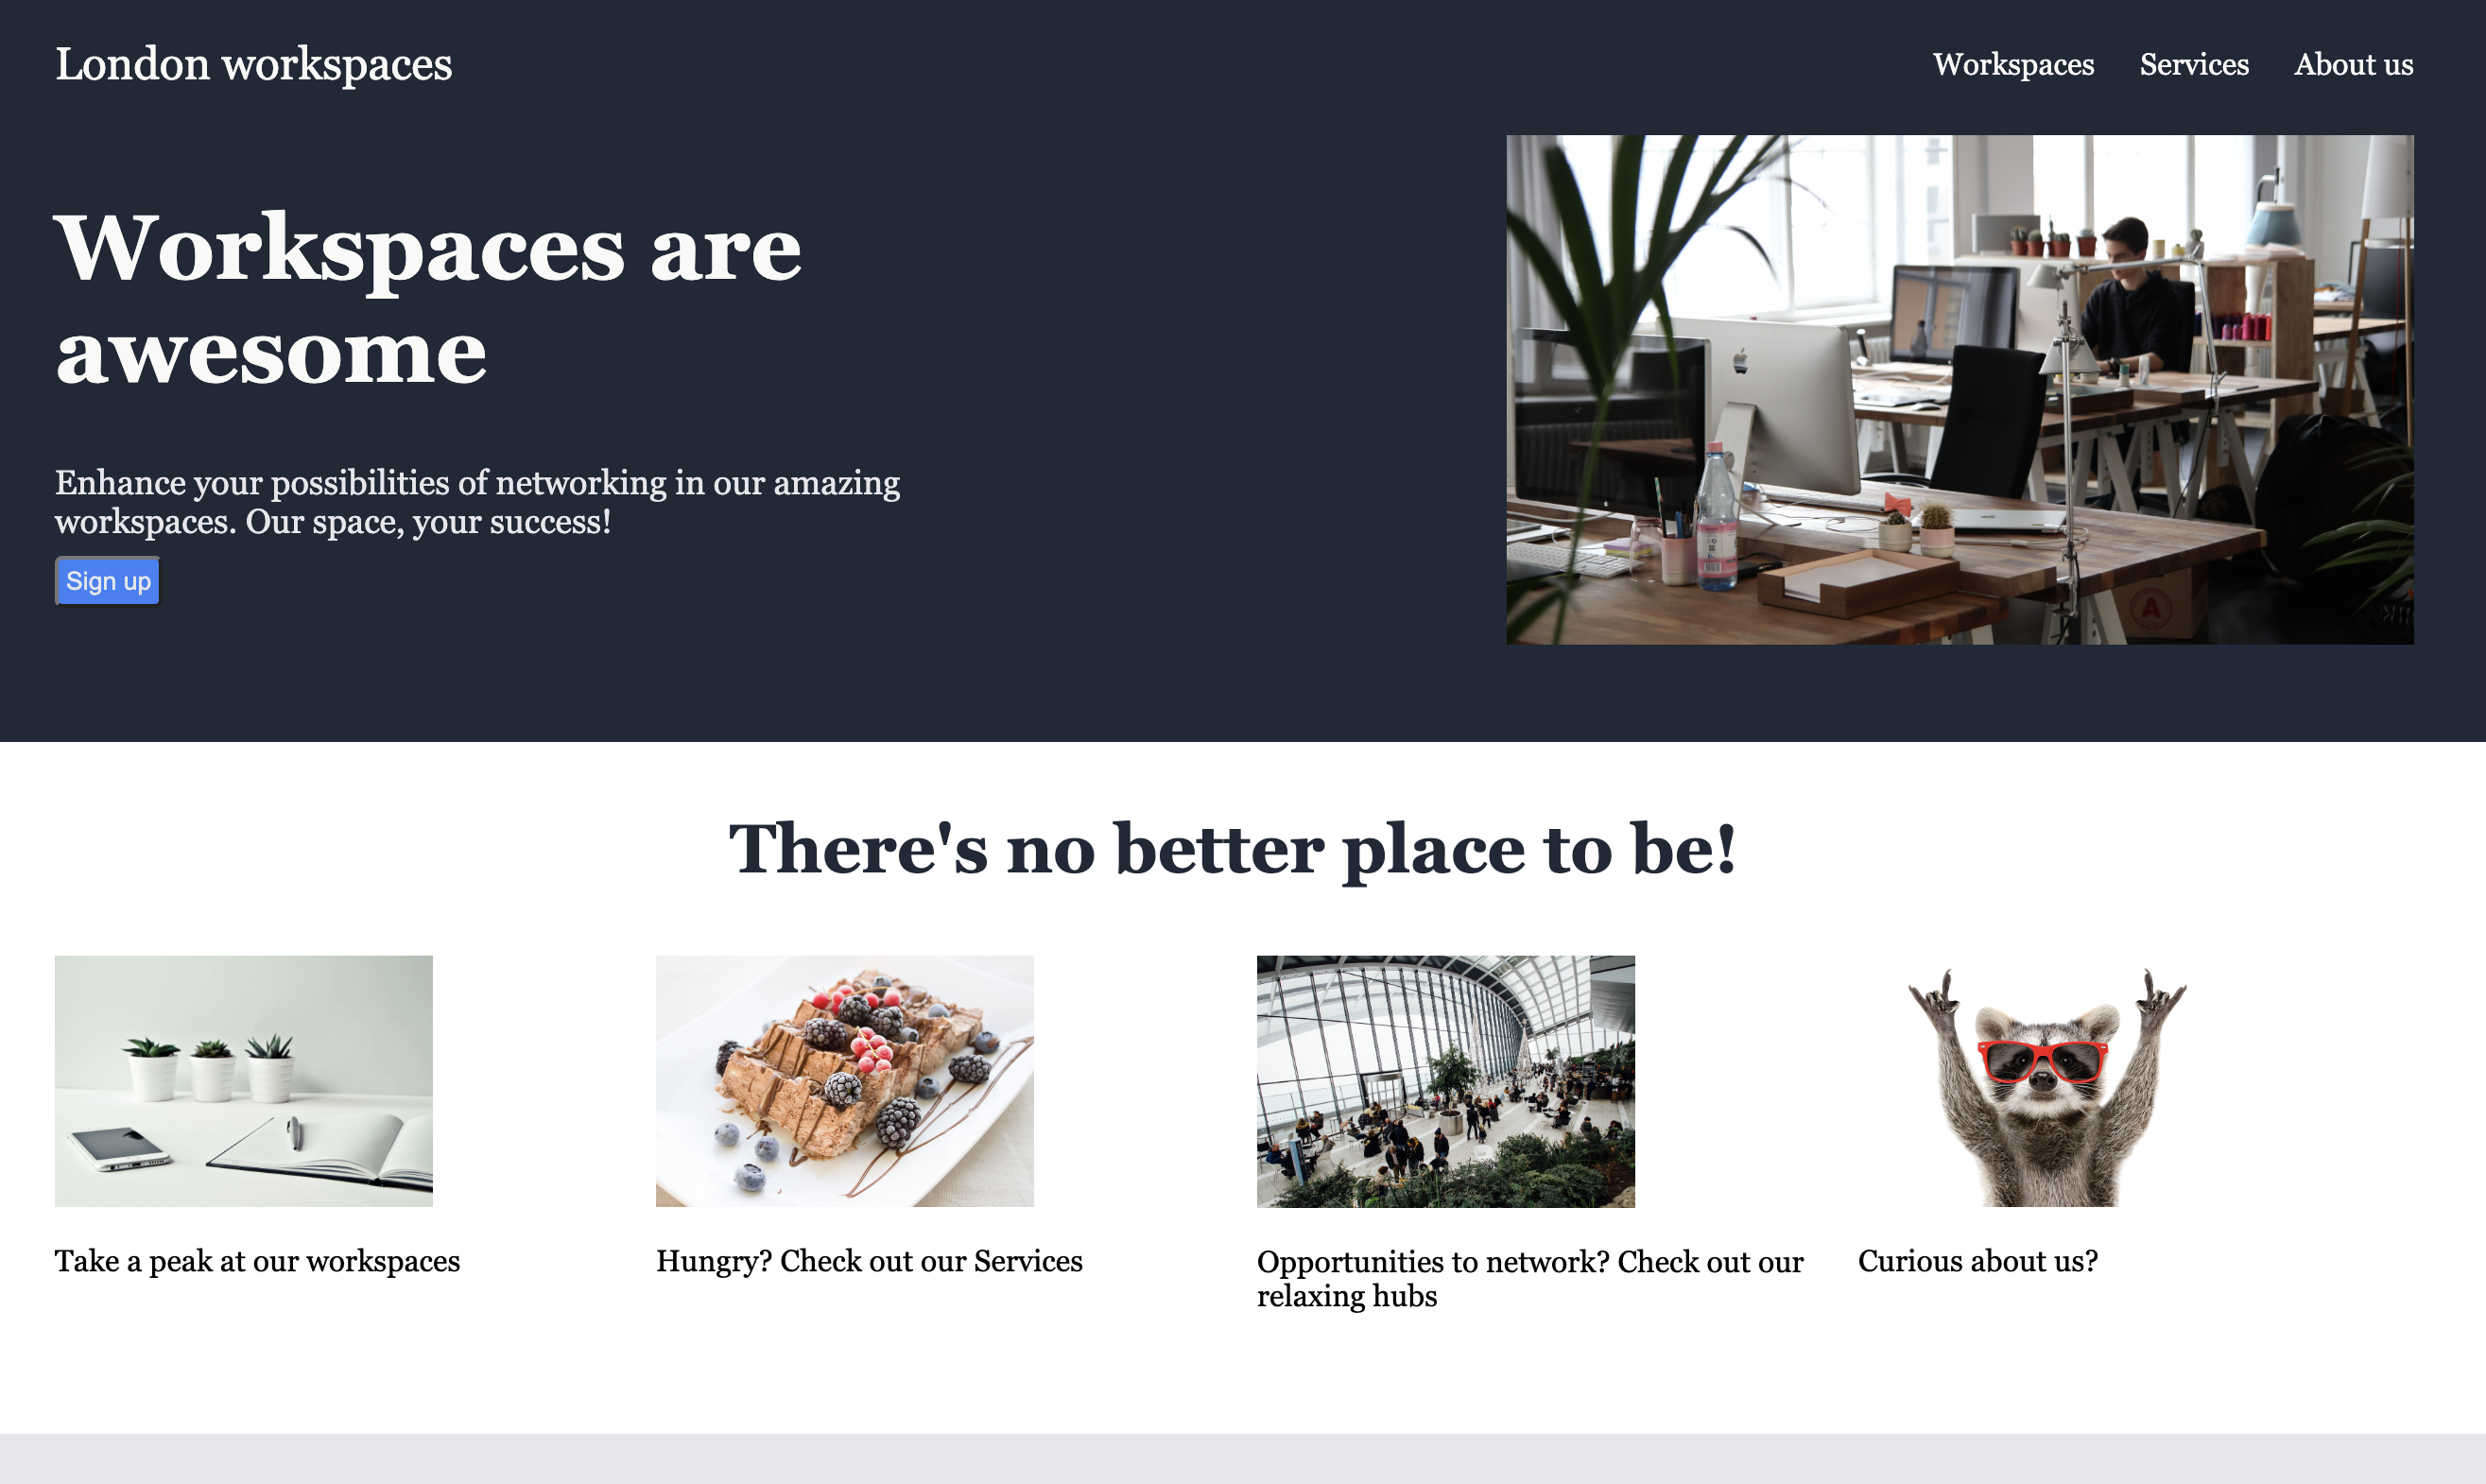 London workspaces
Workspaces Services About us
Workspaces are
awesome
Enhance your possibilities of networking in our amazing
workspaces. Our space, your success!
Sign up
There's no better place to be!
Take a peak at our workspaces
Hungry? Check out our Services
Opportunities to network? Check out our
relaxing hubs
Curious about us?